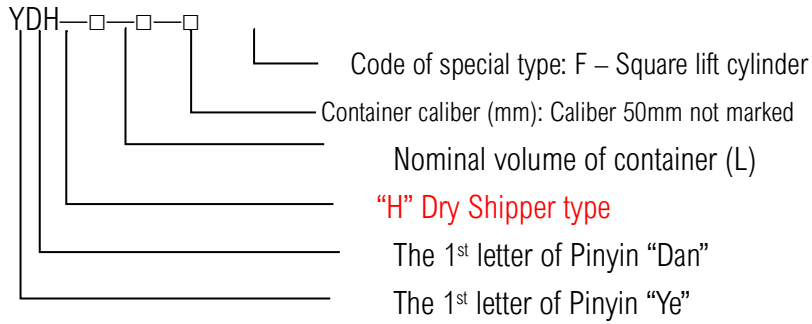 YDH—□—□—□
Code of special type: F – Square lift cylinder
Container caliber (mm): Caliber 50mm not marked
Nominal volume of container (L)
“H” Dry Shipper type
The 1st letter of Pinyin “Dan”
The 1st letter of Pinyin “Ye”